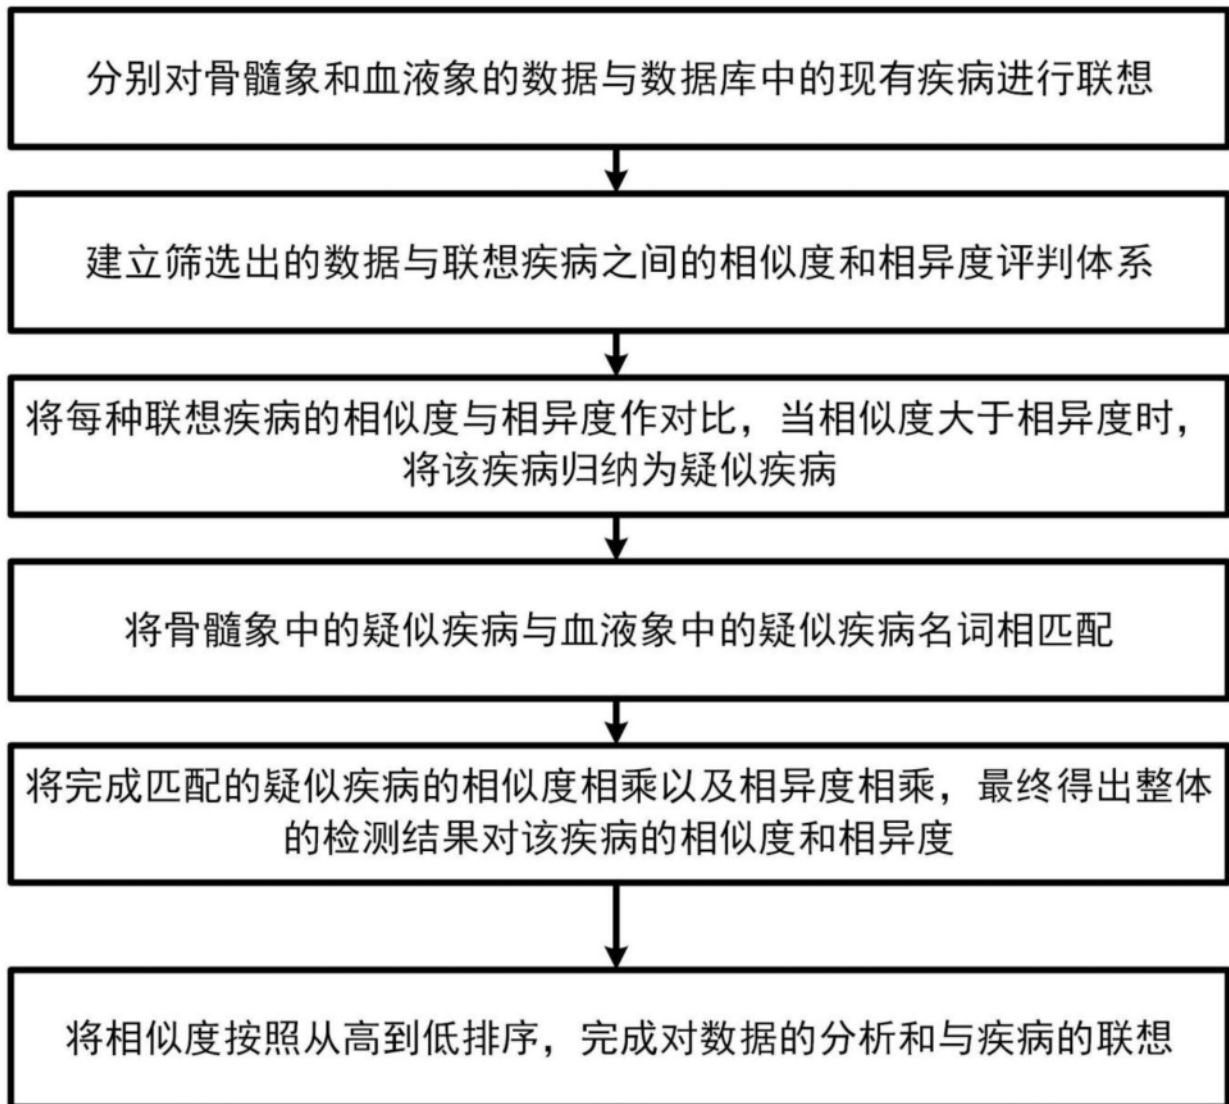 分别对骨髓象和血液象的数据与数据库中的现有疾病进行联想
建立筛选出的数据与联想疾病之间的相似度和相异度评判体系
将每种联想疾病的相似度与相异度作对比，当相似度大于相异度时，
将该疾病归纳为疑似疾病
将骨髓象中的疑似疾病与血液象中的疑似疾病名词相匹配
将完成匹配的疑似疾病的相似度相乘以及相异度相乘，最终得出整体
的检测结果对该疾病的相似度和相异度
将相似度按照从高到低排序，完成对数据的分析和与疾病的联想